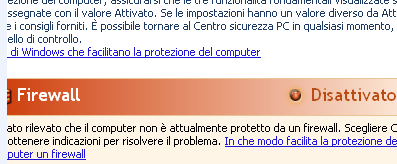 ezione del computer, assicurarsi che le tre funzionalità fondamentali visualizzate s
ssegnate con il valore Attivato. Se le impostazioni hanno un valore diverso da Att
e i consigli forniti. È possibile tornare al Centro sicurezza PC in qualsiasi momento,
ello di controllo.
di Windows che facilitano la protezione del computer
Firewall Disattivato
ato rilevato che il computer non è attualmente protetto da un firewall. Scegliere C
ottenere indicazioni per risolvere il problema. In che modo facilita la protezione de
puter un firewall